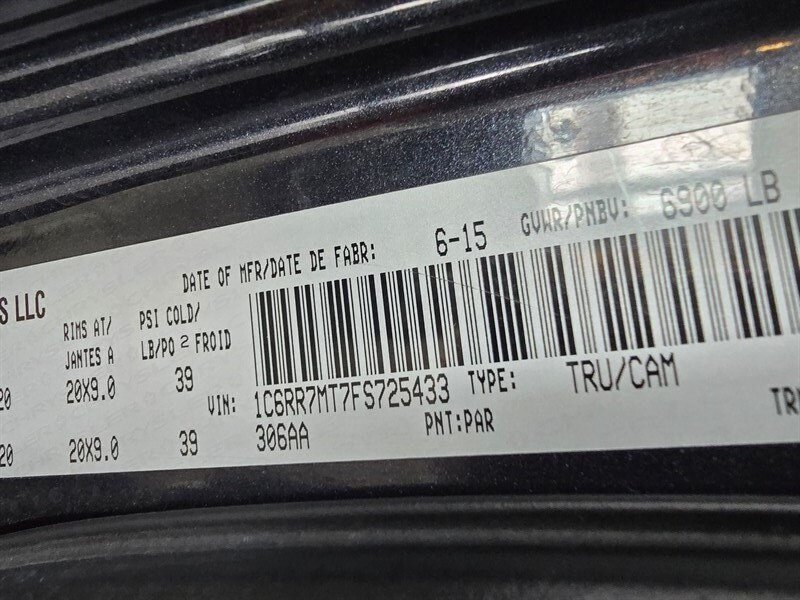 DATE OF MFR/DATE DE FABR: 6-15 GVWR/PNBV: 6900 LB
S LLC
RIMS AT/ PSI COLD/
JANTES A LB/PO 2 FROID
20 20X9.0 39
VIN: 1C6RR7MT7FS725433 TYPE: TRU/CAM
20 20X9.0 39 306AA PNT:PAR TRM